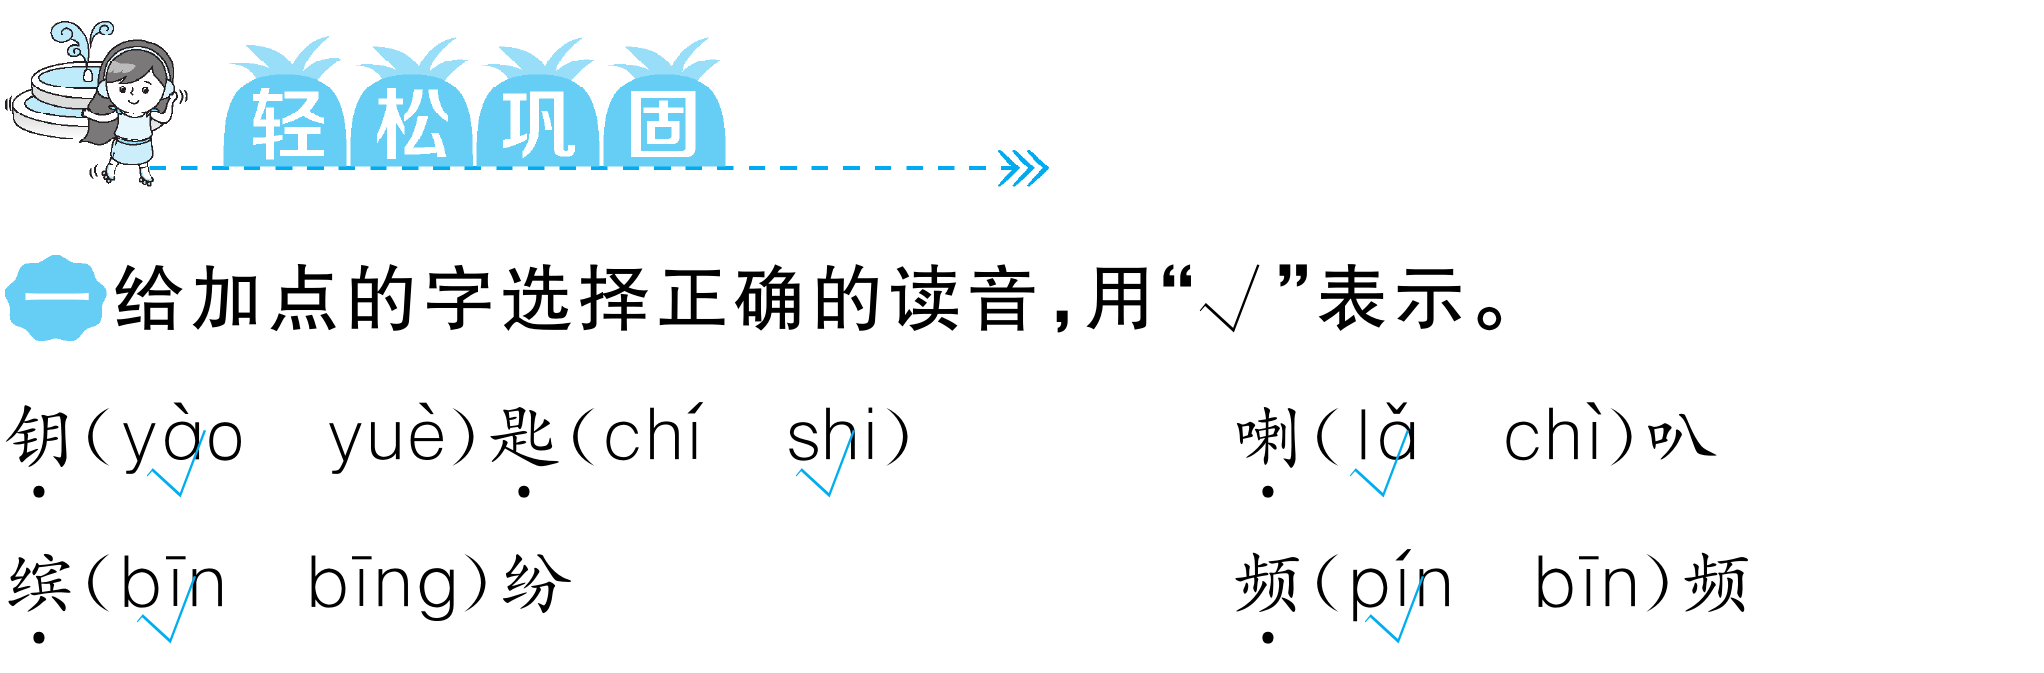 轻松巩固
一 给加点的字选择正确的读音,用“√”表示。
钥(yào√ yuè)匙(chí shi√) 喇(lǎ√ chì)叭
缤(bīn√ bīng)纷 频(pín√ bīn)频